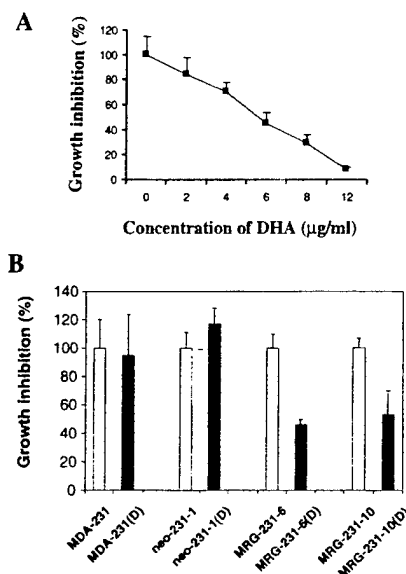 A
Growth inhibition (%)
120
100
80
60
40
20
0
0 2 4 6 8 12
Concentration of DHA (µg/ml)
B
Growth inhibition (%)
140
120
100
80
60
40
20
0
MDA-231
MDA-231(D)
neo-231-1
neo-231-1(D)
MRG-231-6
MRG-231-6(D)
MRG-231-10
MRG-231-10(D)